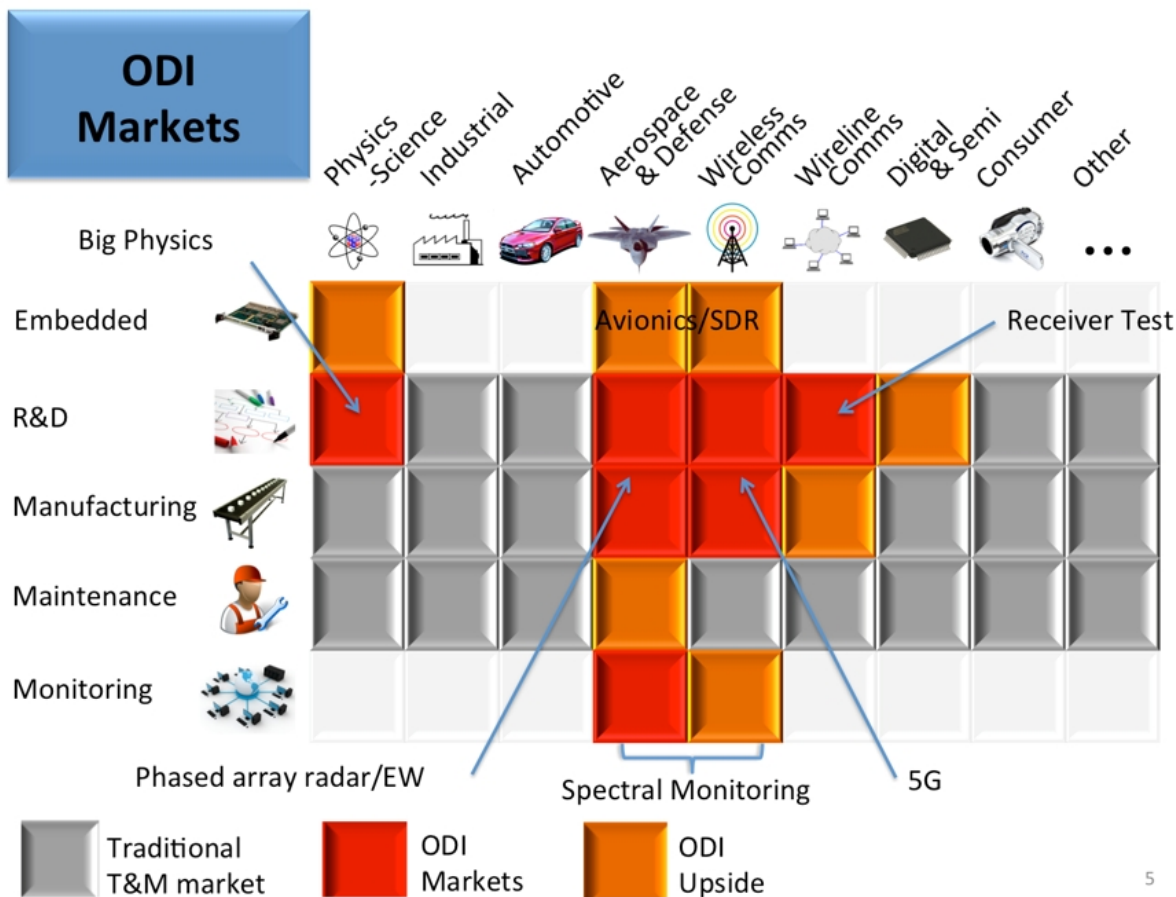 ODI
Markets
Physics
-Science
Industrial
Automotive
Aerospace
& Defense
Wireless
Comms
Wireline
Comms
Digital
& Semi
Consumer
Other
Big Physics
...
Embedded
Avionics/SDR
Receiver Test
R&D
Manufacturing
Maintenance
Monitoring
Phased array radar/EW
Spectral Monitoring
5G
Traditional
T&M market
ODI
Markets
ODI
Upside
5